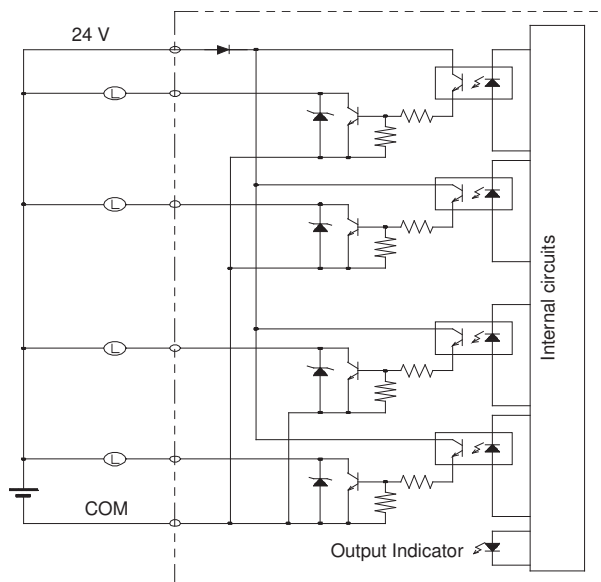 24 V
L
L
L
L
COM
Internal circuits
Output Indicator